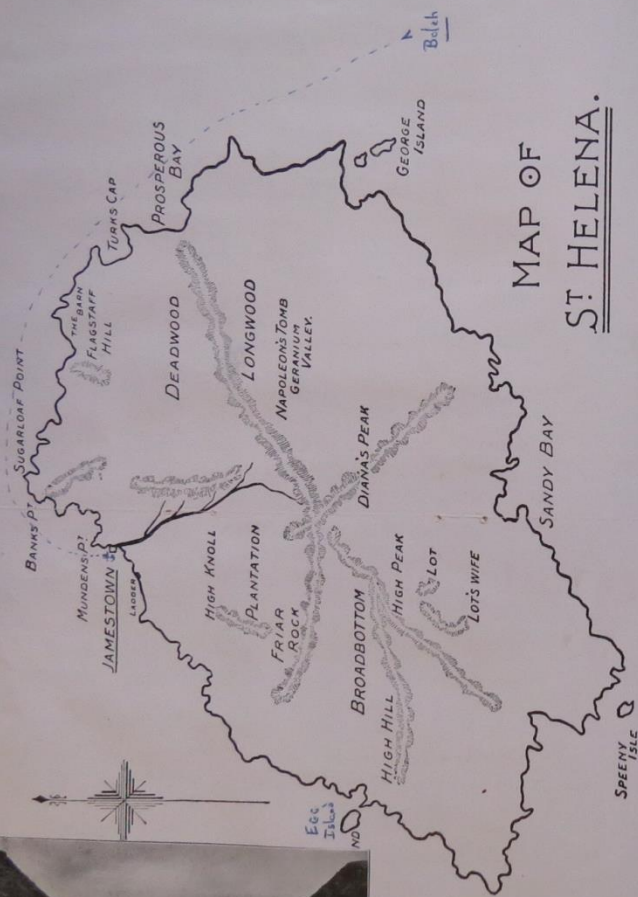 MAP OF
ST HELENA.
SUGARLOAF POINT
BANKS PT
MUNDENS PT
JAMESTOWN
LADDER
THE BARN
FLAGSTAFF
HILL
TURKS CAP
PROSPEROUS
BAY
DEADWOOD
LONGWOOD
NAPOLEON'S TOMB
GERANIUM
VALLEY.
HIGH KNOLL
PLANTATION
FRIAR
ROCK
DIANA'S PEAK
BROADBOTTOM
HIGH PEAK
HIGH HILL
LOT
LOT'S WIFE
SANDY BAY
GEORGE
ISLAND
SPEENY
ISLE
Egg
Island
ND